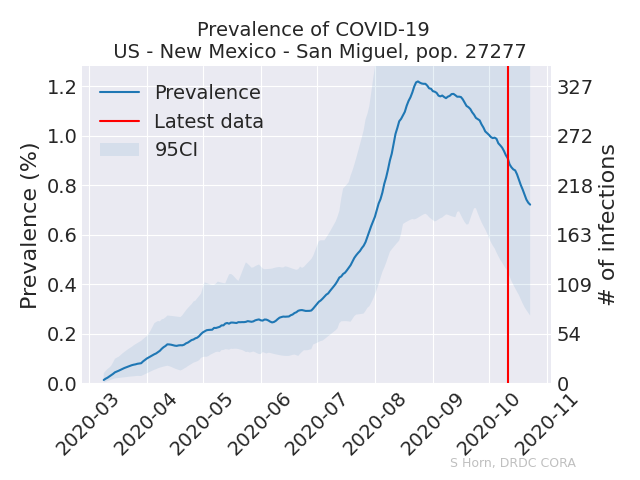 Prevalence of COVID-19
US - New Mexico - San Miguel, pop. 27277
Prevalence
Latest data
95CI
Prevalence (%)
1.2
1.0
0.8
0.6
0.4
0.2
0.0
327
272
218
163
109
54
0
# of infections
2020-03
2020-04
2020-05
2020-06
2020-07
2020-08
2020-09
2020-10
2020-11
S Horn, DRDC CORA